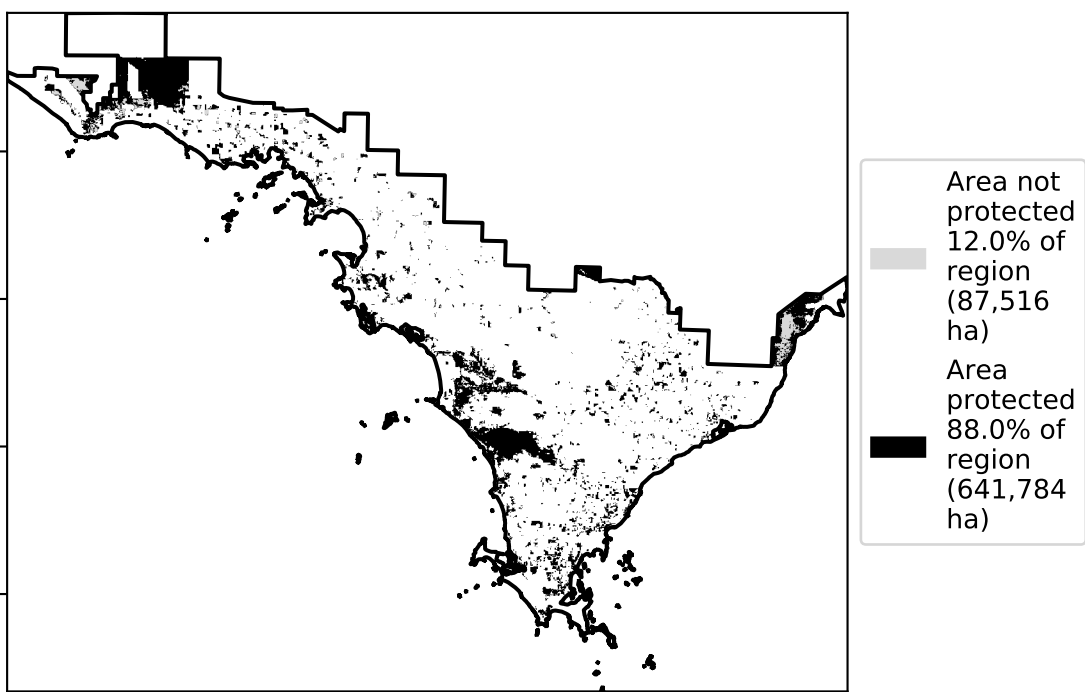 Area not
protected
12.0% of
region
(87,516
ha)
Area
protected
88.0% of
region
(641,784
ha)